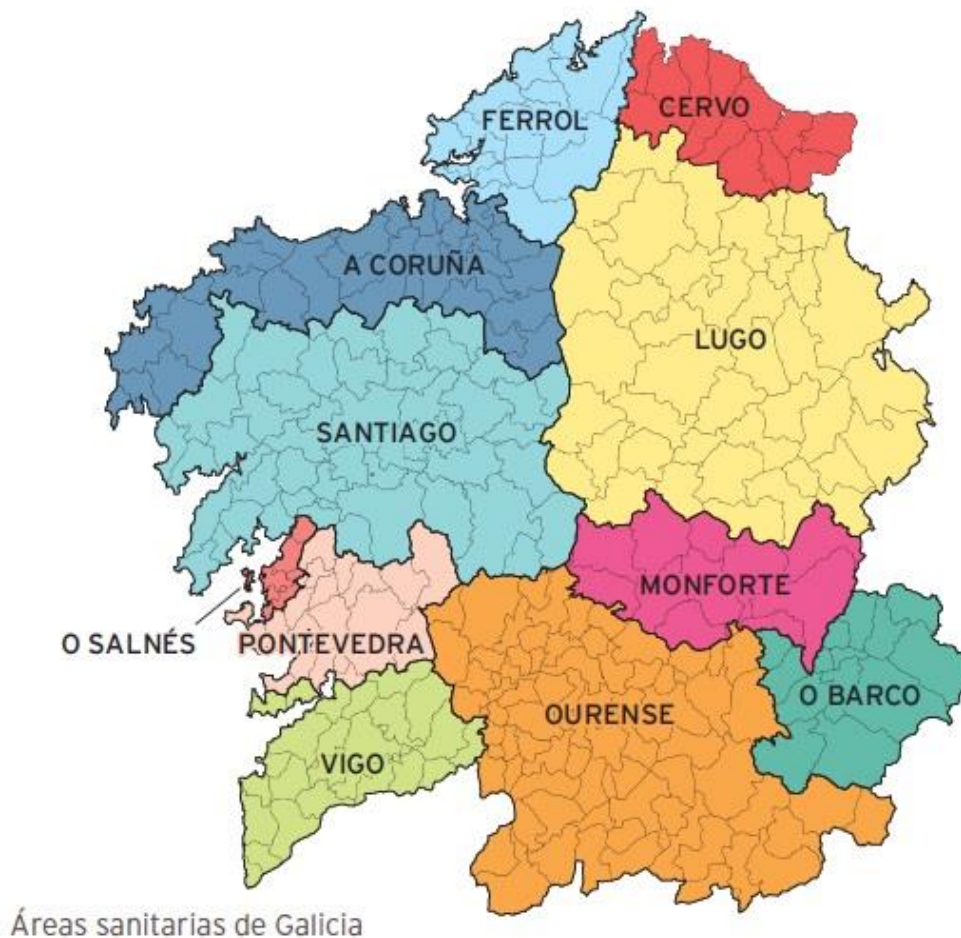 FERROL
CERVO
A CORUÑA
LUGO
SANTIAGO
MONFORTE
O SALNÉS
PONTEVEDRA
O BARCO
OURENSE
VIGO
Áreas sanitarias de Galicia